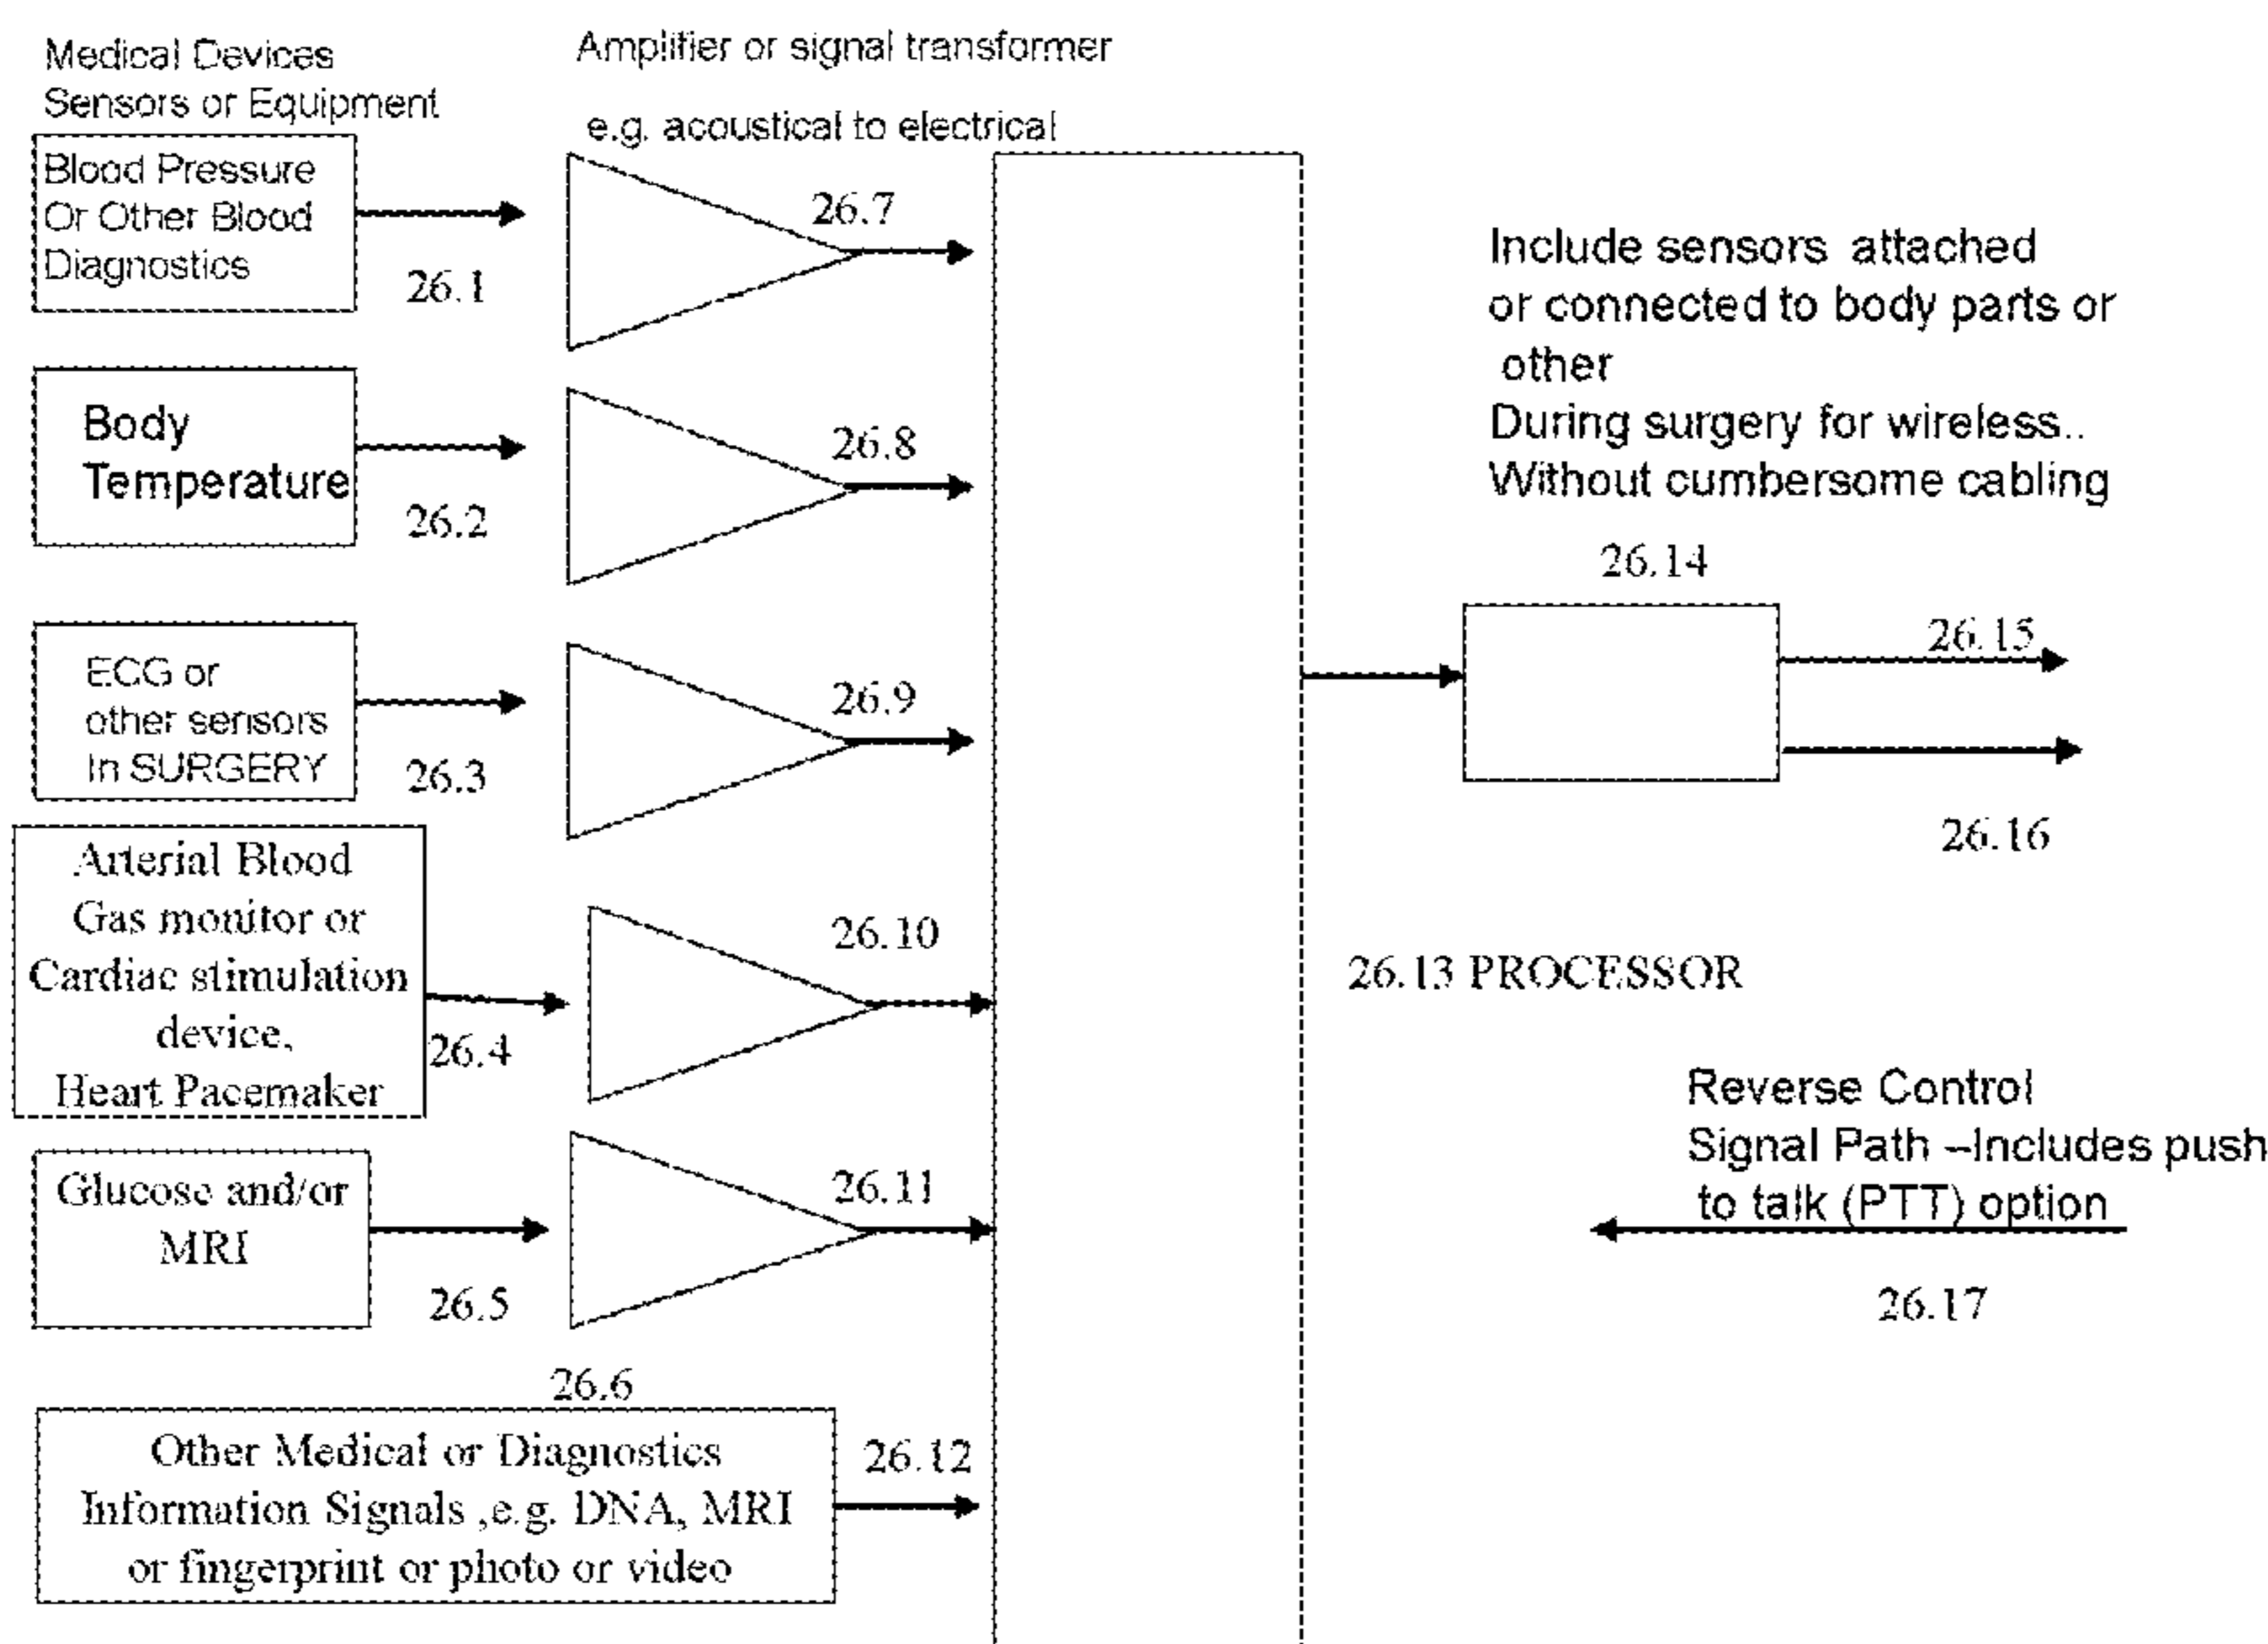 Medical Devices
Sensors or Equipment
Amplifier or signal transformer
e.g. acoustical to electrical
Blood Pressure
Or Other Blood
Diagnostics
26.1
26.7
Body
Temperature
26.2
26.8
ECG or
other sensors
In SURGERY
26.3
26.9
Arterial Blood
Gas monitor or
Cardiac stimulation
device,
Heart Pacemaker
26.4
26.10
Glucose and/or
MRI
26.5
26.11
26.6
Other Medical or Diagnostics
Information Signals ,e.g. DNA, MRI
or fingerprint or photo or video
26.12
Include sensors attached
or connected to body parts or
other
During surgery for wireless..
Without cumbersome cabling
26.14
26.15
26.16
26.13 PROCESSOR
Reverse Control
Signal Path –Includes push
to talk (PTT) option
26.17